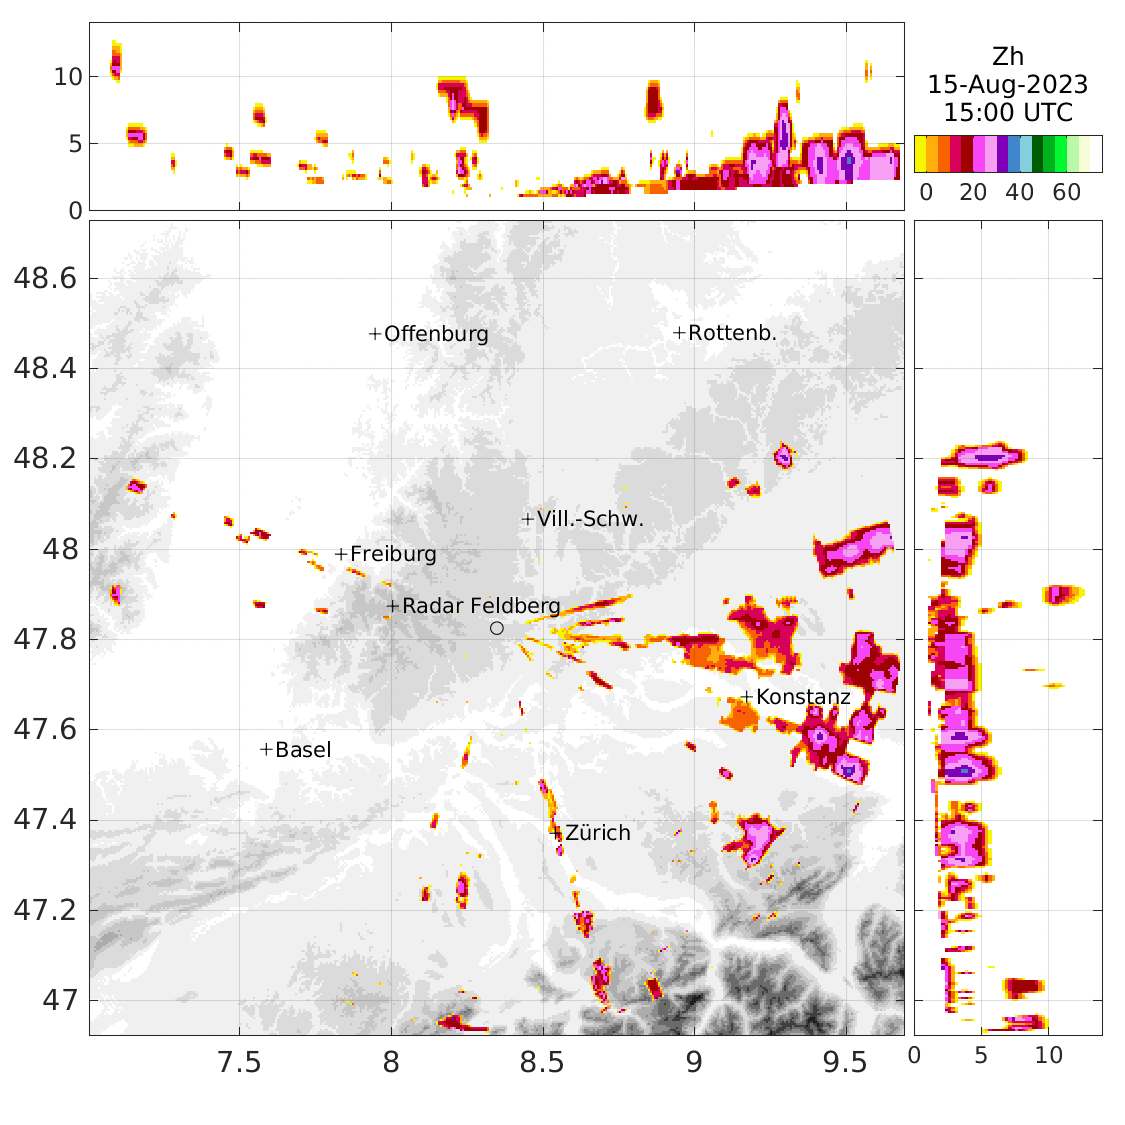 10
5
0
Zh
15-Aug-2023
15:00 UTC
0 20 40 60
48.6
48.4
48.2
48
47.8
47.6
47.4
47.2
47
Offenburg
Rottenb.
Vill.-Schw.
Freiburg
Radar Feldberg
Konstanz
Basel
Zürich
7.5 8 8.5 9 9.5
0 5 10